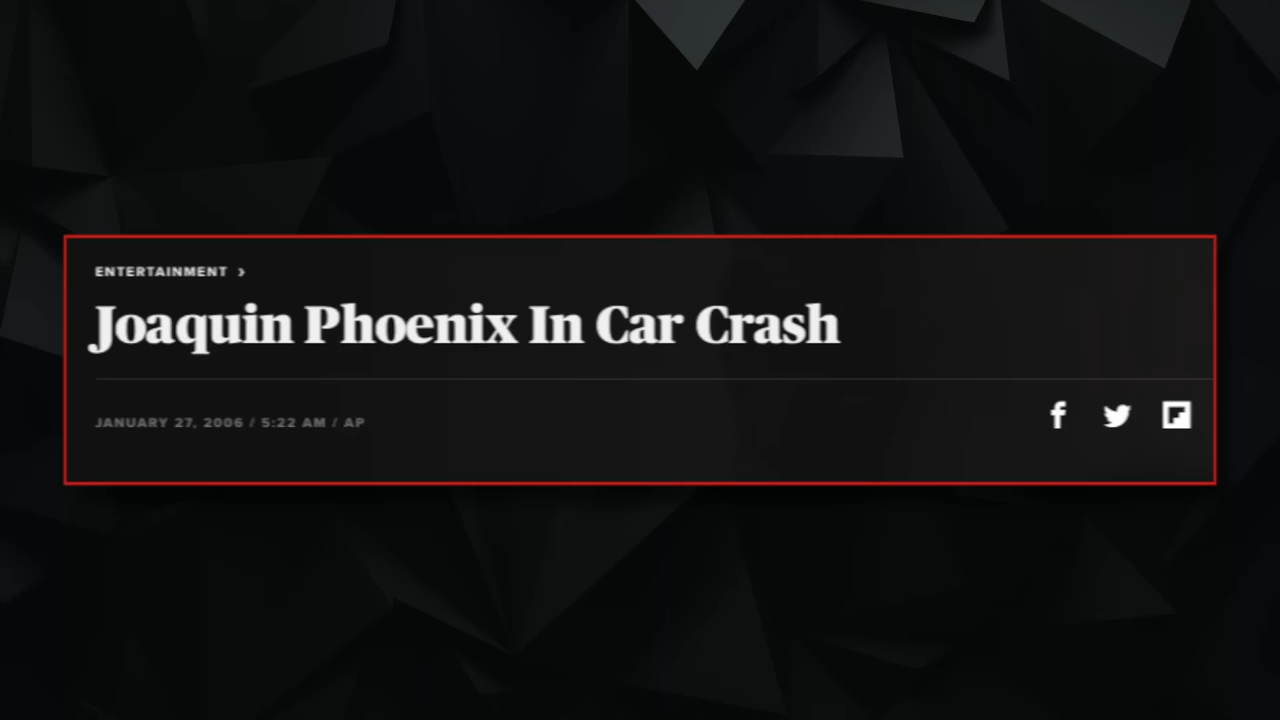 ENTERTAINMENT ›
Joaquin Phoenix In Car Crash
JANUARY 27, 2006 / 5:22 AM / AP